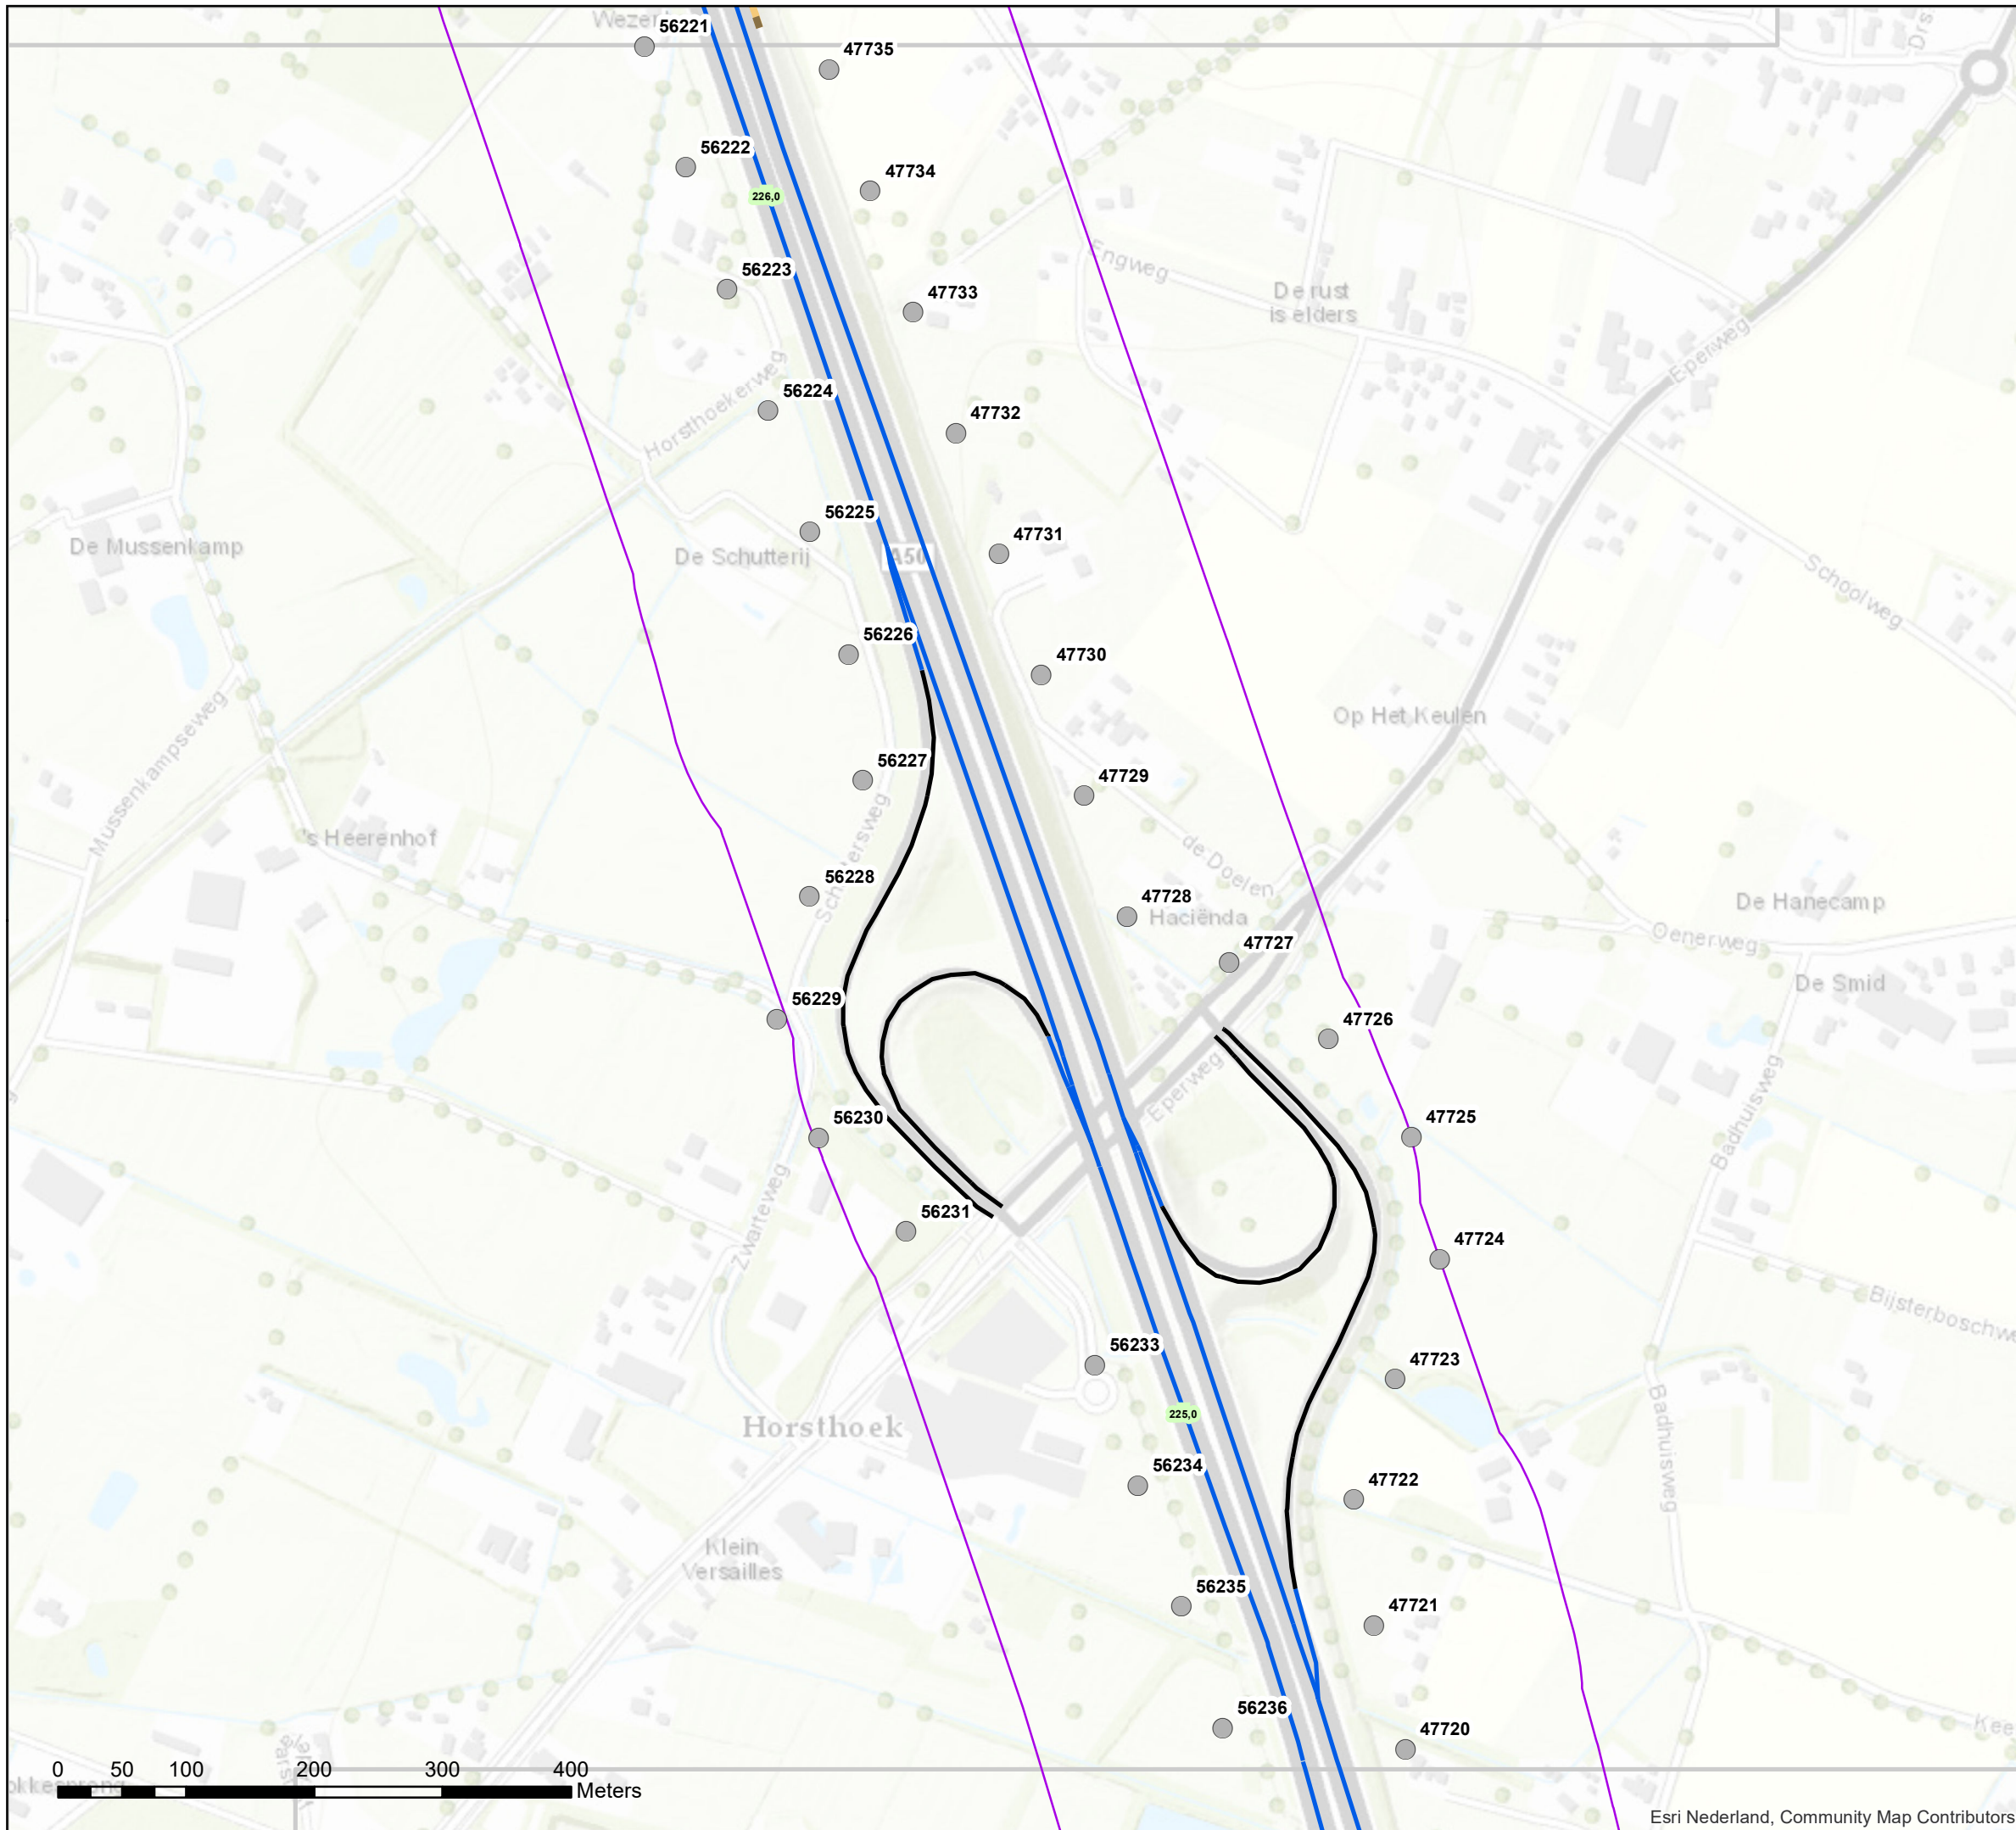 56221
47735
56222
47734
226,0
56223
Engweg
47733
De rust
is elders
Eperweg
Horsthoekerweg
56224
47732
56225
47731
De Mussenkamp
De Schutterij
A50
Schoolweg
56226
47730
Op Het Keulen
Mussenkampseweg
56227
47729
's Heerenhof
de Doelen
56228
47728
Haciënda
De Hanecamp
Oenerweg
47727
De Smid
56229
47726
Eperweg
Badhuisweg
56230
47725
Zwarteweg
56231
47724
Bijsterboschwe
56233
47723
225,0
Horsthoek
Badhuisweg
56234
47722
Klein
Versailles
56235
47721
56236
47720
0 50 100 200 300 400
Meters
Esri Nederland, Community Map Contributors